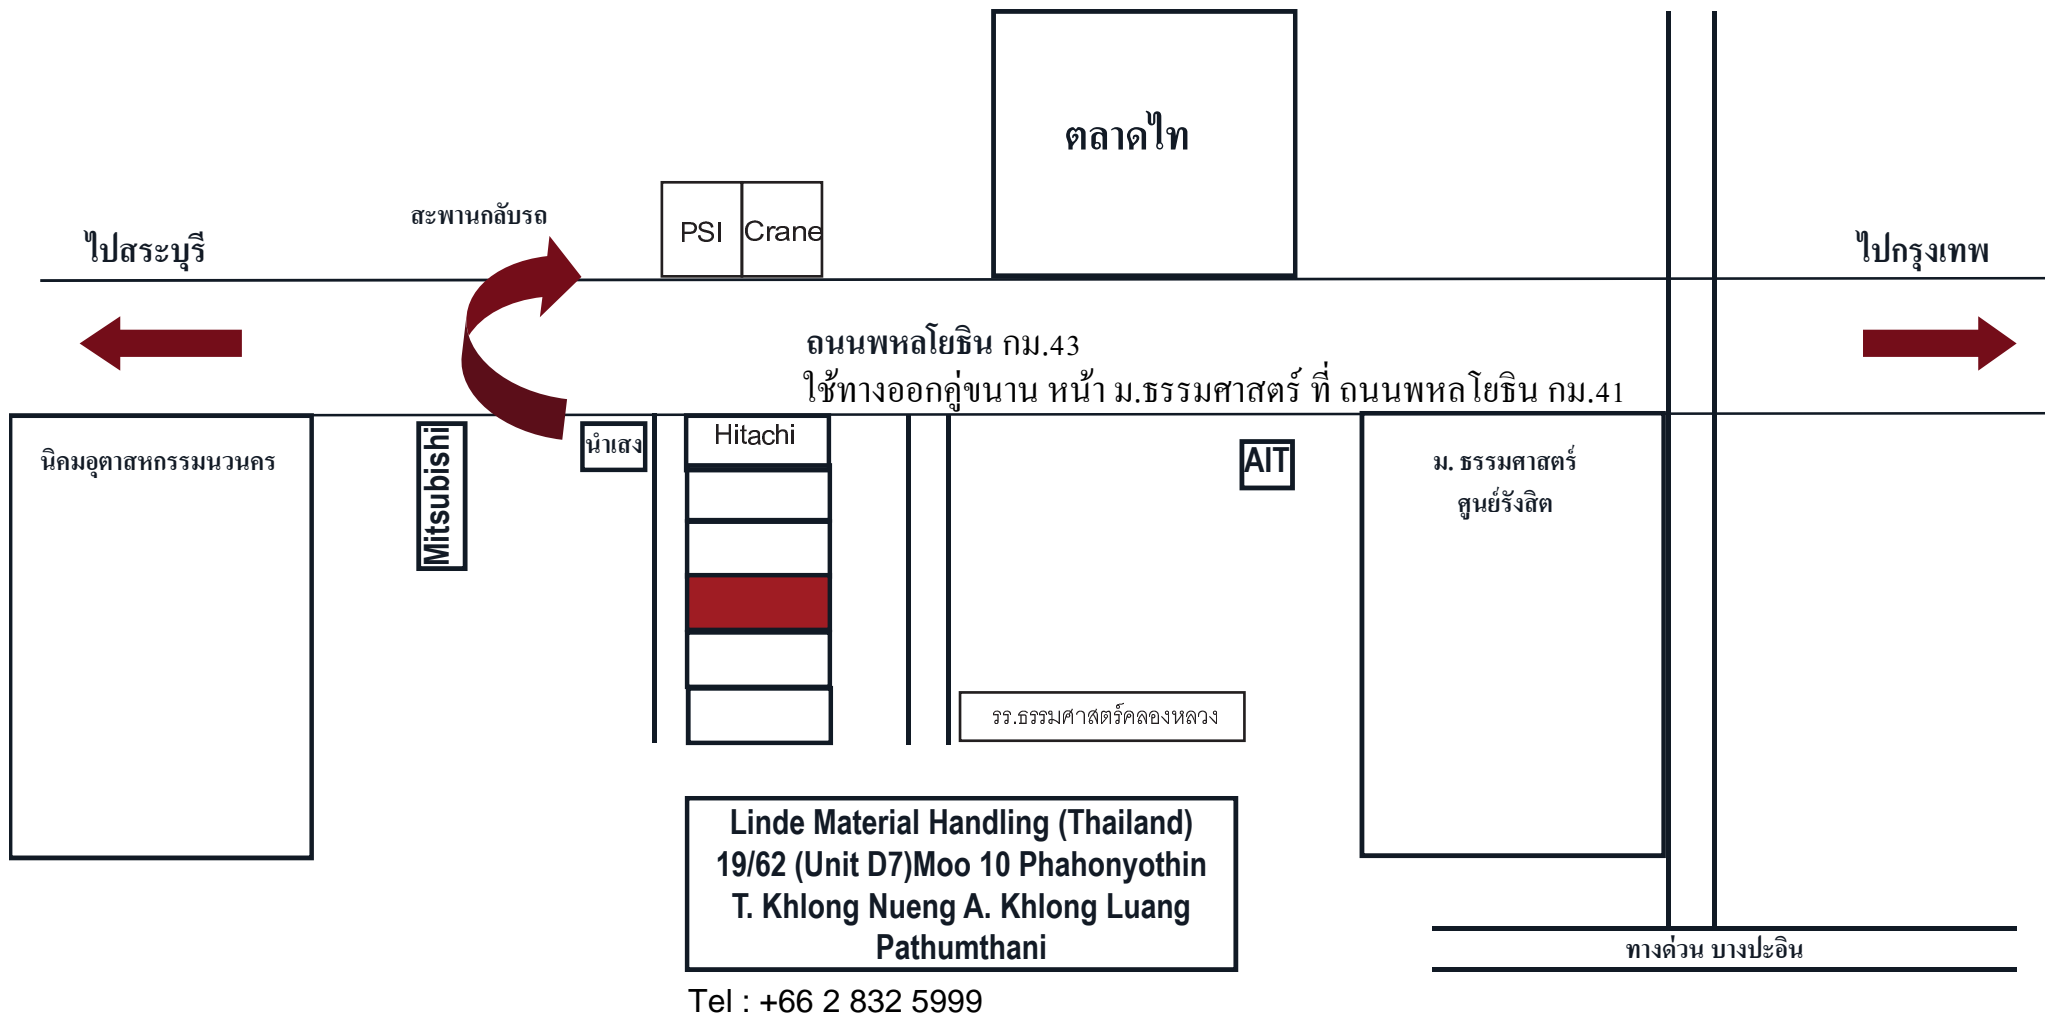 ตลาดไท
สะพานกลับรถ
PSI
Crane
ไปสระบุรี
ไปกรุงเทพ
ถนนพหลโยธิน กม.43
ใช้ทางออกคู่ขนาน หน้า ม.ธรรมศาสตร์ ที่ ถนนพหลโยธิน กม.41
นิคมอุตาสหกรรมนวนคร
Mitsubishi
นำเสง
Hitachi
AIT
ม. ธรรมศาสตร์
ศูนย์รังสิต
รร.ธรรมศาสตร์คลองหลวง
Linde Material Handling (Thailand)
19/62 (Unit D7)Moo 10 Phahonyothin
T. Khlong Nueng A. Khlong Luang
Pathumthani
ทางด่วน บางปะอิน
Tel : +66 2 832 5999